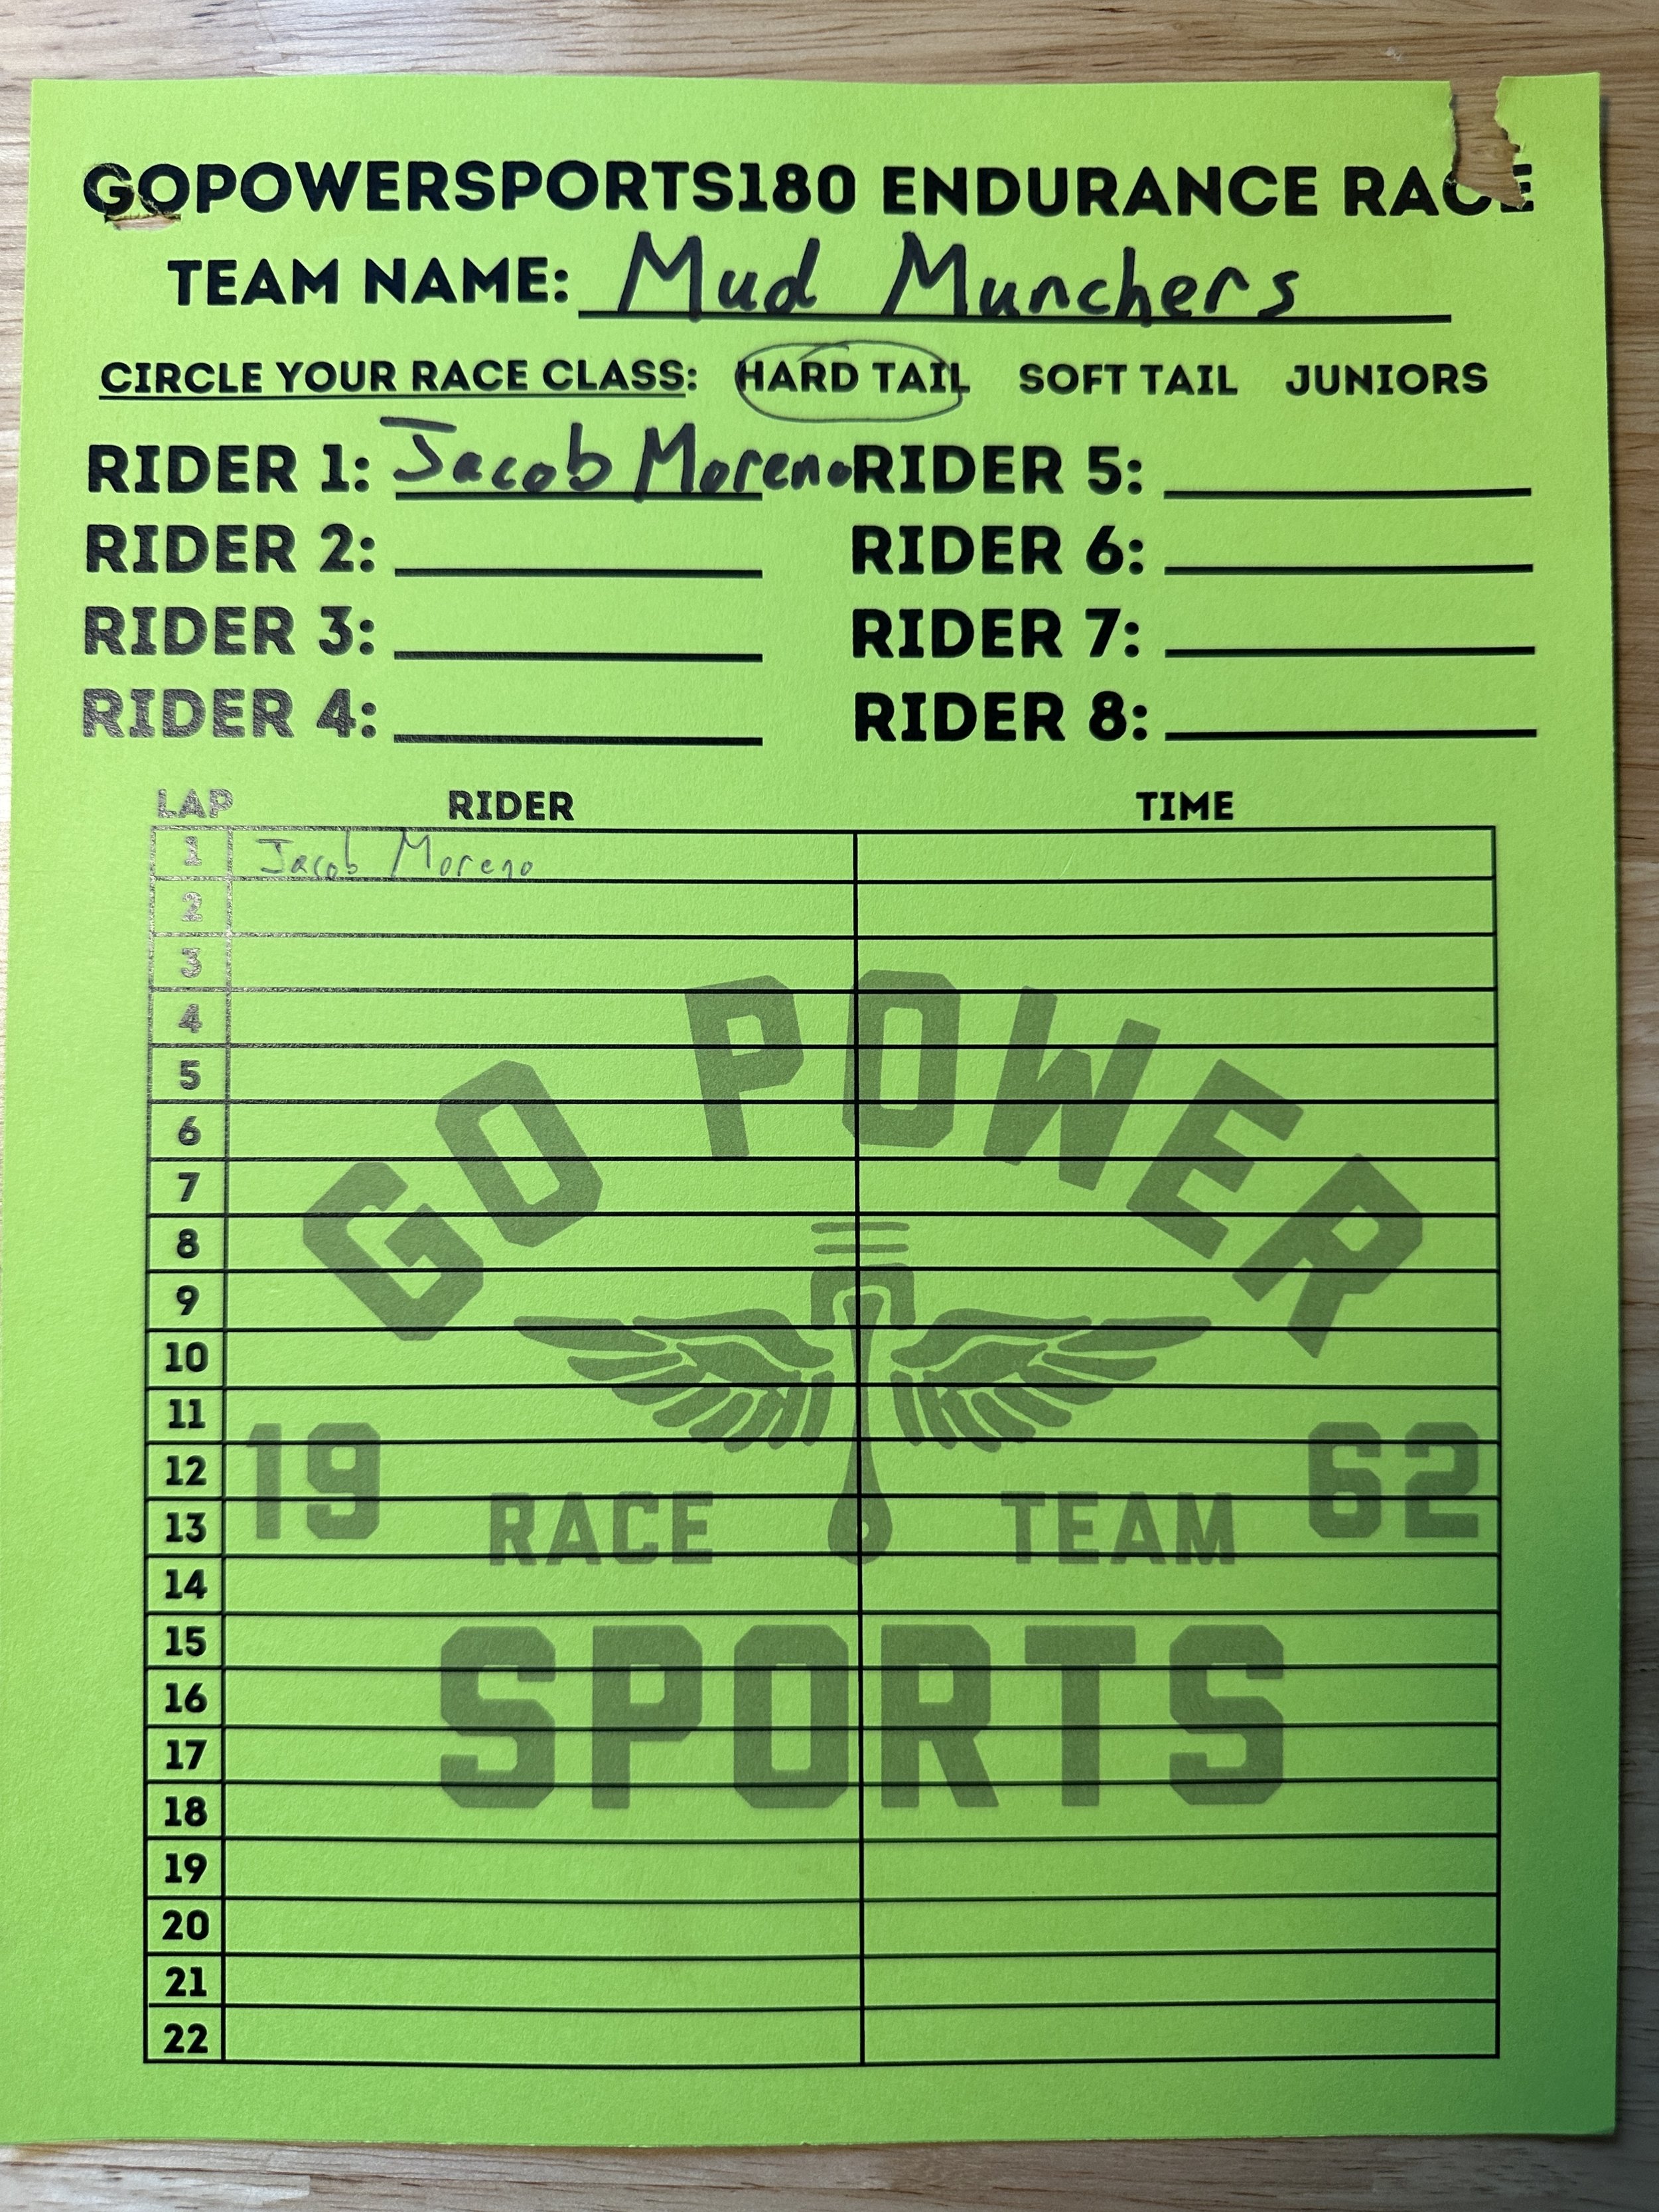 GOPOWERSPORTS180 ENDURANCE RACE
TEAM NAME: Mud Munchers
CIRCLE YOUR RACE CLASS: HARD TAIL SOFT TAIL JUNIORS
RIDER 1: Jacob Moreno RIDER 5:
RIDER 2: RIDER 6:
RIDER 3: RIDER 7:
RIDER 4: RIDER 8:
LAP RIDER TIME
1 Jacob Moreno
2
3
4
5
6
7
8
9
10
11
12
13
14
15
16
17
18
19
20
21
22
GO POWER
19 RACE TEAM 62
SPORTS